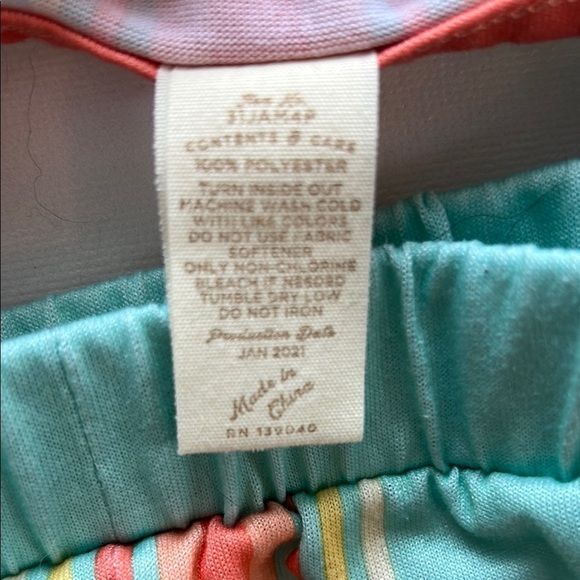 31JAM4P
CONTENTS & CARE
100% POLYESTER
TURN INSIDE OUT
MACHINE WASH COLD
WITH LIKE COLORS
DO NOT USE FABRIC
SOFTENER
ONLY NON-CHLORINE
BLEACH IF NEEDED
TUMBLE DRY LOW
DO NOT IRON
Production Date
JAN 2021
Made in
China
RN 139040